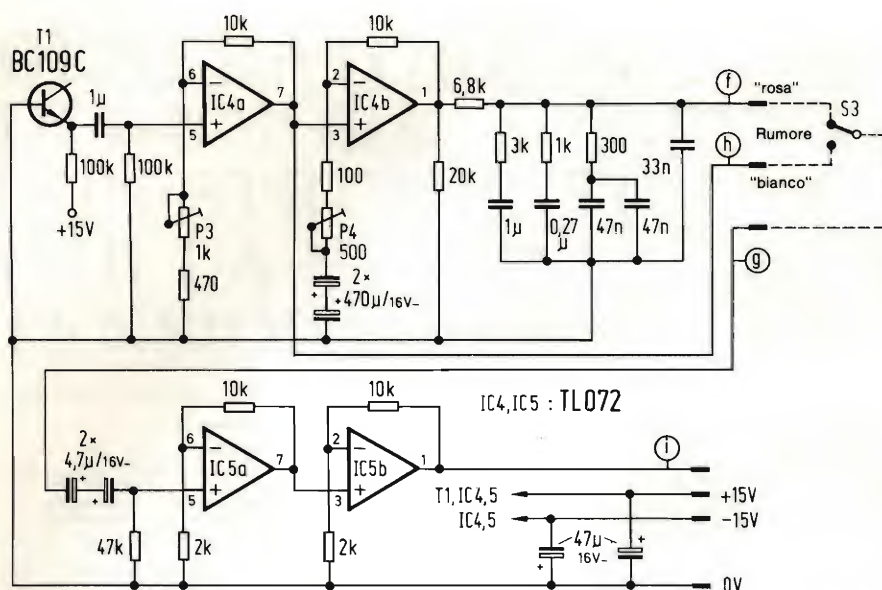 T1
BC109C
10k
10k
1µ
6
IC4a
7
5
2
IC4b
1
3
6,8k
f
"rosa"
S3
Rumore
h
"bianco"
g
100k
100k
+15V
P3
1k
470
100
P4
500
2×
+ 470µ/16V–
+
20k
3k
1k
300
33n
1µ
0,27
µ
47n
47n
10k
10k
IC4,IC5 : TL072
2×
4,7µ/16V–
+
+
6
IC5a
7
5
2
IC5b
1
3
i
T1,IC4,5
+15V
IC4,5
–15V
47k
2k
2k
47µ
16V–
+
+
0V